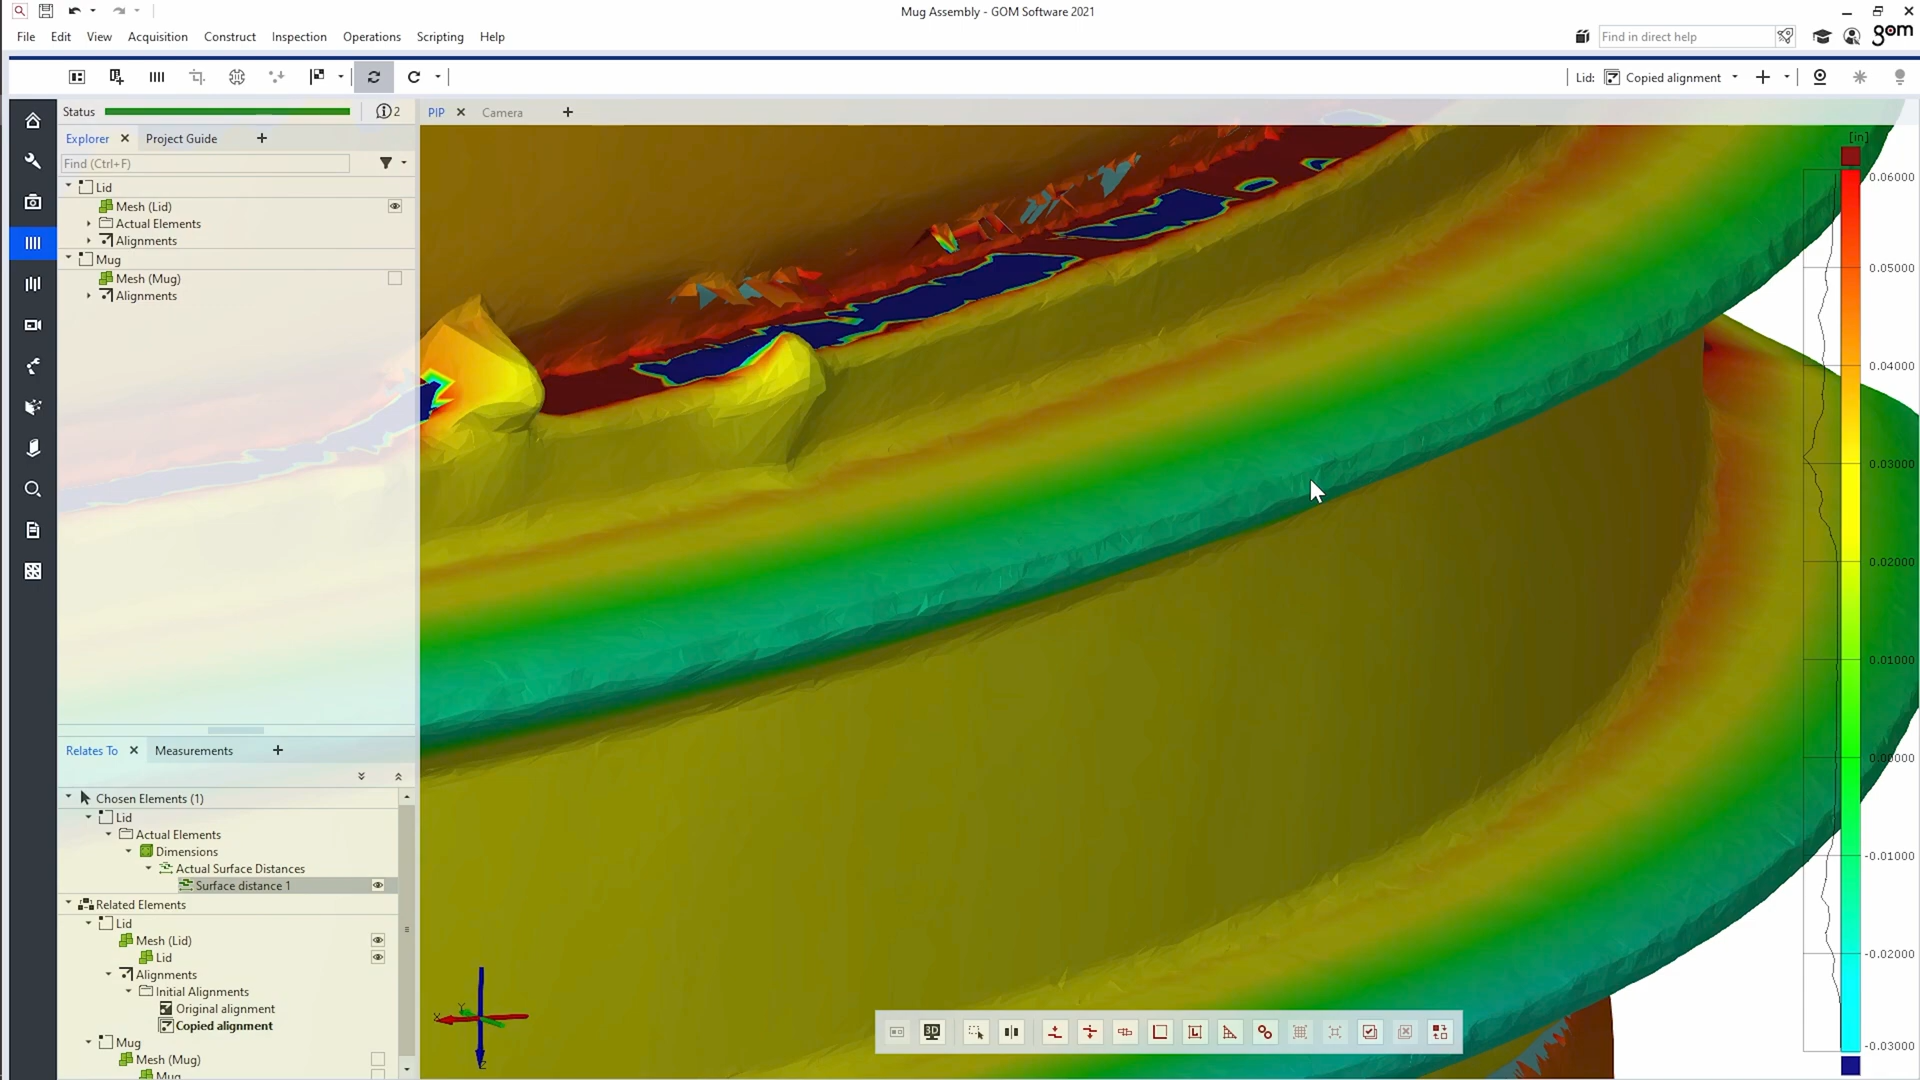 Mug Assembly - GOM Software 2021
File Edit View Acquisition Construct Inspection Operations Scripting Help
Find in direct help
gom
Lid: Copied alignment
Status
2
PIP
Camera
Explorer
Project Guide
Find (Ctrl+F)
Lid
Mesh (Lid)
Actual Elements
Alignments
Mug
Mesh (Mug)
Alignments
Relates To
Measurements
Chosen Elements (1)
Lid
Actual Elements
Dimensions
Actual Surface Distances
Surface distance 1
Related Elements
Lid
Mesh (Lid)
Lid
Alignments
Initial Alignments
Original alignment
Copied alignment
Mug
Mesh (Mug)
Mug
[in]
0.06000
0.05000
0.04000
0.03000
0.02000
0.01000
0.00000
-0.01000
-0.02000
-0.03000
X
Y
Z
3D